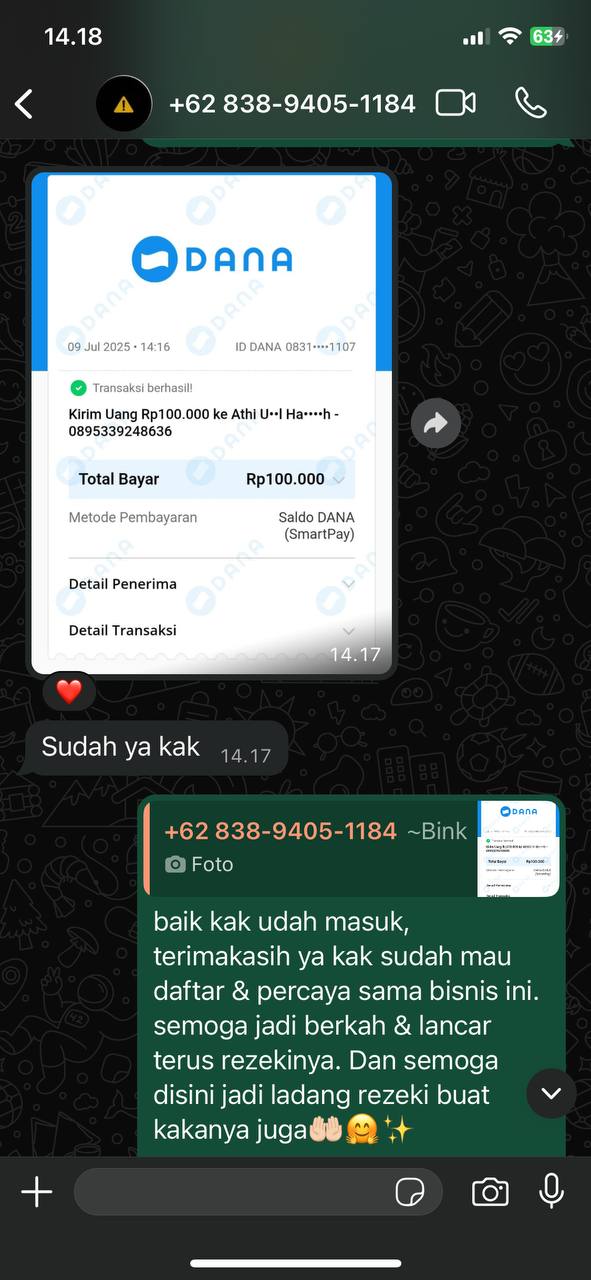 14.18
63
+62 838-9405-1184
DANA
09 Jul 2025 • 14:16 ID DANA 0831••••1107
Transaksi berhasil!
Kirim Uang Rp100.000 ke Athi U••l Ha••••h -
0895339248636
Total Bayar Rp100.000
Metode Pembayaran Saldo DANA
(SmartPay)
Detail Penerima
Detail Transaksi
14.17
❤️
Sudah ya kak 14.17
+62 838-9405-1184 ~Bink
Foto
baik kak udah masuk,
terimakasih ya kak sudah mau
daftar & percaya sama bisnis ini.
semoga jadi berkah & lancar
terus rezekinya. Dan semoga
disini jadi ladang rezeki buat
kakanya juga🤲🏻🤗✨